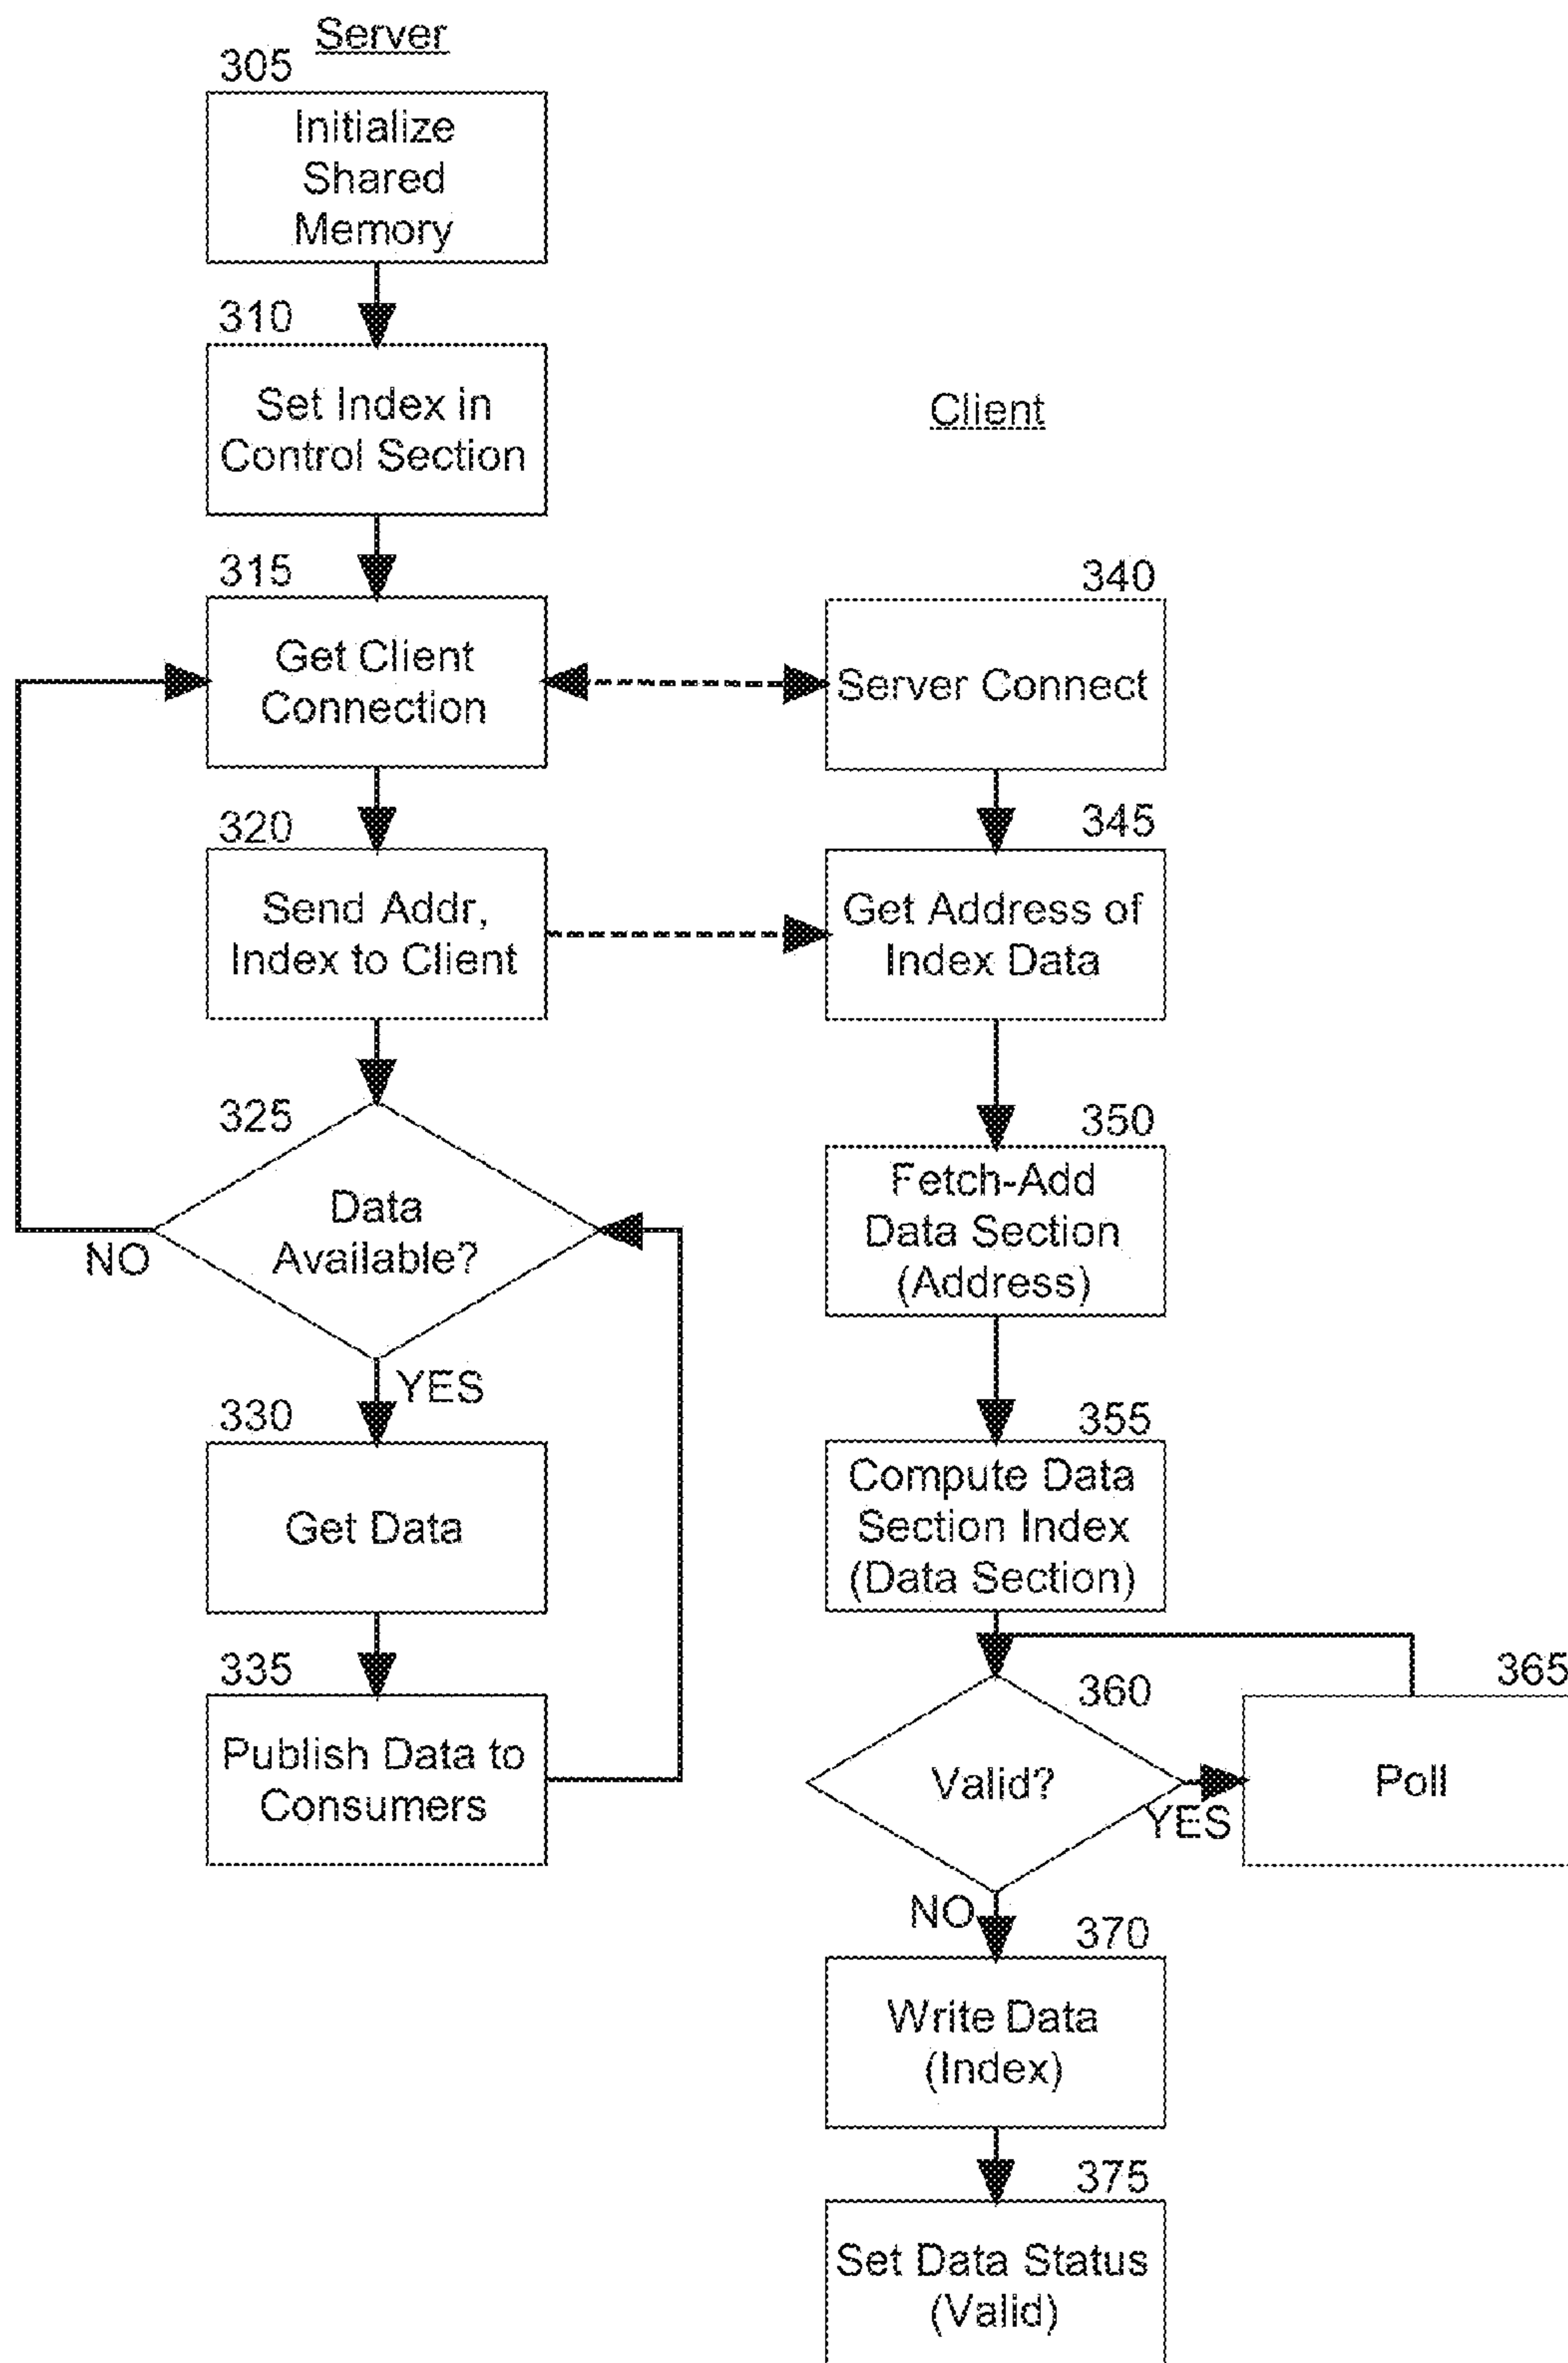 Server
305
Initialize
Shared
Memory
310
Set Index in
Control Section
315
Get Client
Connection
320
Send Addr,
Index to Client
325
Data
Available?
NO
YES
330
Get Data
335
Publish Data to
Consumers
Client
340
Server Connect
345
Get Address of
Index Data
350
Fetch-Add
Data Section
(Address)
355
Compute Data
Section Index
(Data Section)
360
Valid?
YES
365
Poll
NO
370
Write Data
(Index)
375
Set Data Status
(Valid)